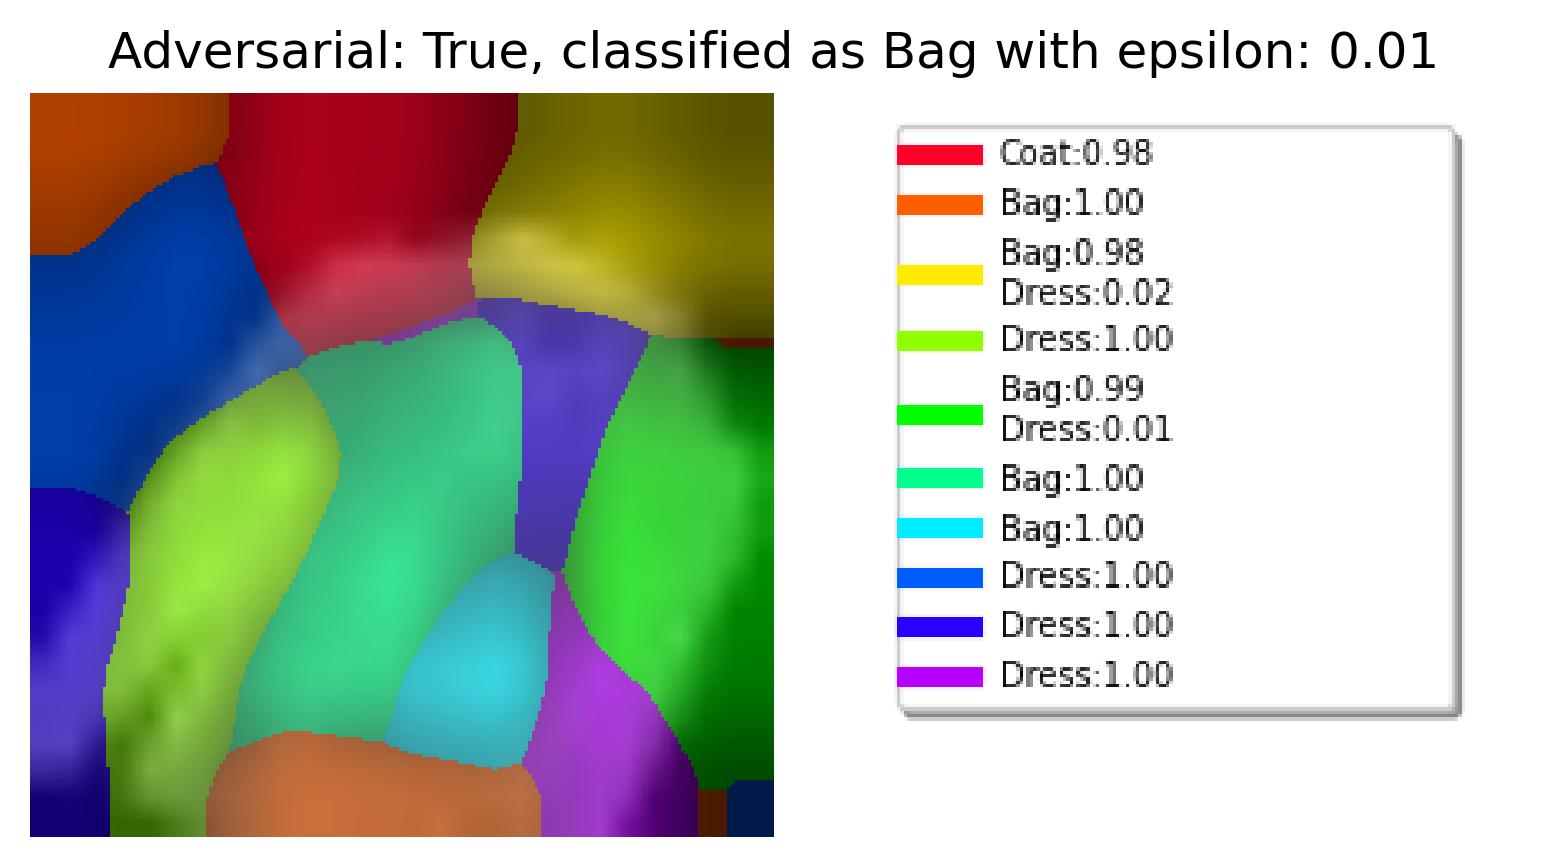 Adversarial: True, classified as Bag with epsilon: 0.01
Coat:0.98
Bag:1.00
Bag:0.98
Dress:0.02
Dress:1.00
Bag:0.99
Dress:0.01
Bag:1.00
Bag:1.00
Dress:1.00
Dress:1.00
Dress:1.00